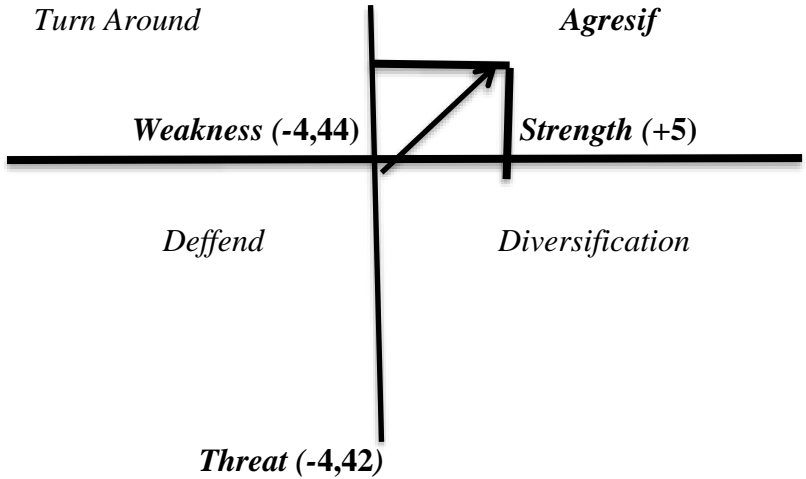 Turn Around
Agresif
Weakness (-4,44)
Strength (+5)
Deffend
Diversification
Threat (-4,42)